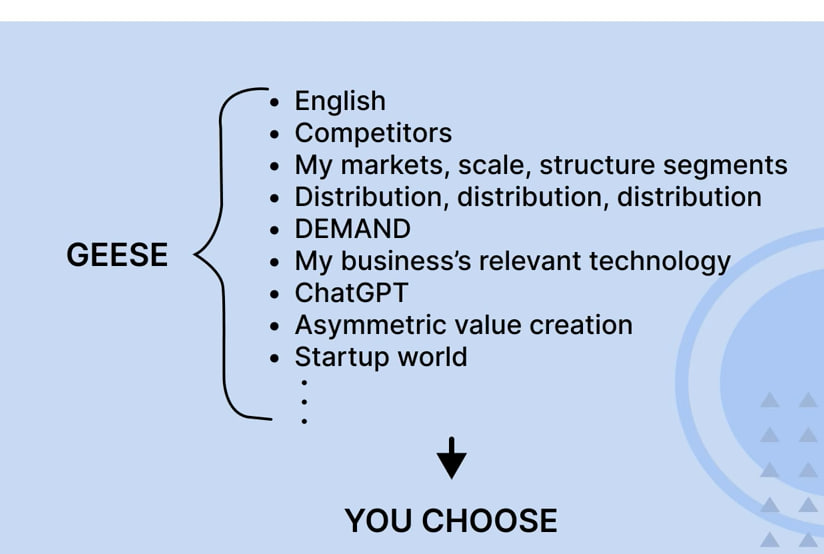 English
Competitors
My markets, scale, structure segments
Distribution, distribution, distribution
DEMAND
GEESE
My business’s relevant technology
ChatGPT
Asymmetric value creation
Startup world
YOU CHOOSE